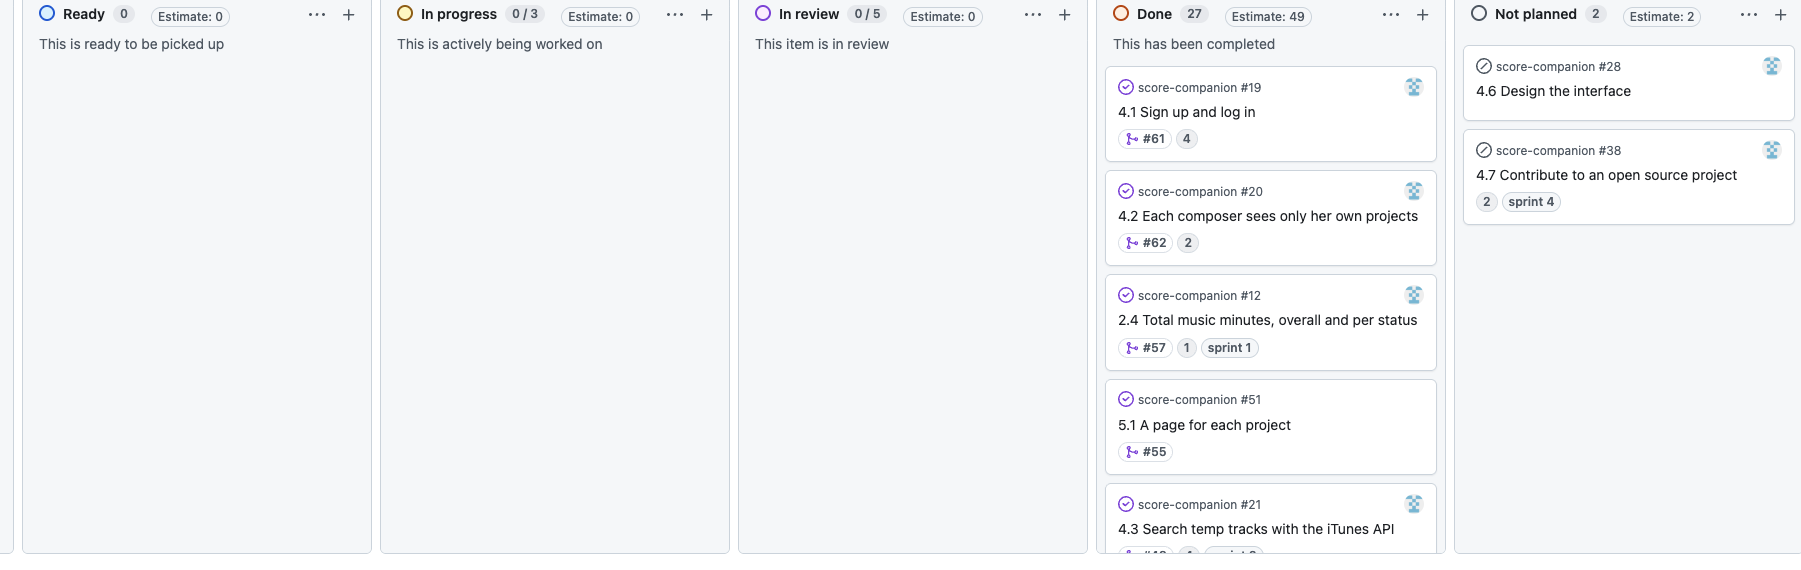 Ready 0 Estimate: 0
This is ready to be picked up
In progress 0 / 3 Estimate: 0
This is actively being worked on
In review 0 / 5 Estimate: 0
This item is in review
Done 27 Estimate: 49
This has been completed
score-companion #19
4.1 Sign up and log in
#61 4
score-companion #20
4.2 Each composer sees only her own projects
#62 2
score-companion #12
2.4 Total music minutes, overall and per status
#57 1 sprint 1
score-companion #51
5.1 A page for each project
#55
score-companion #21
4.3 Search temp tracks with the iTunes API
Not planned 2 Estimate: 2
score-companion #28
4.6 Design the interface
score-companion #38
4.7 Contribute to an open source project
2 sprint 4